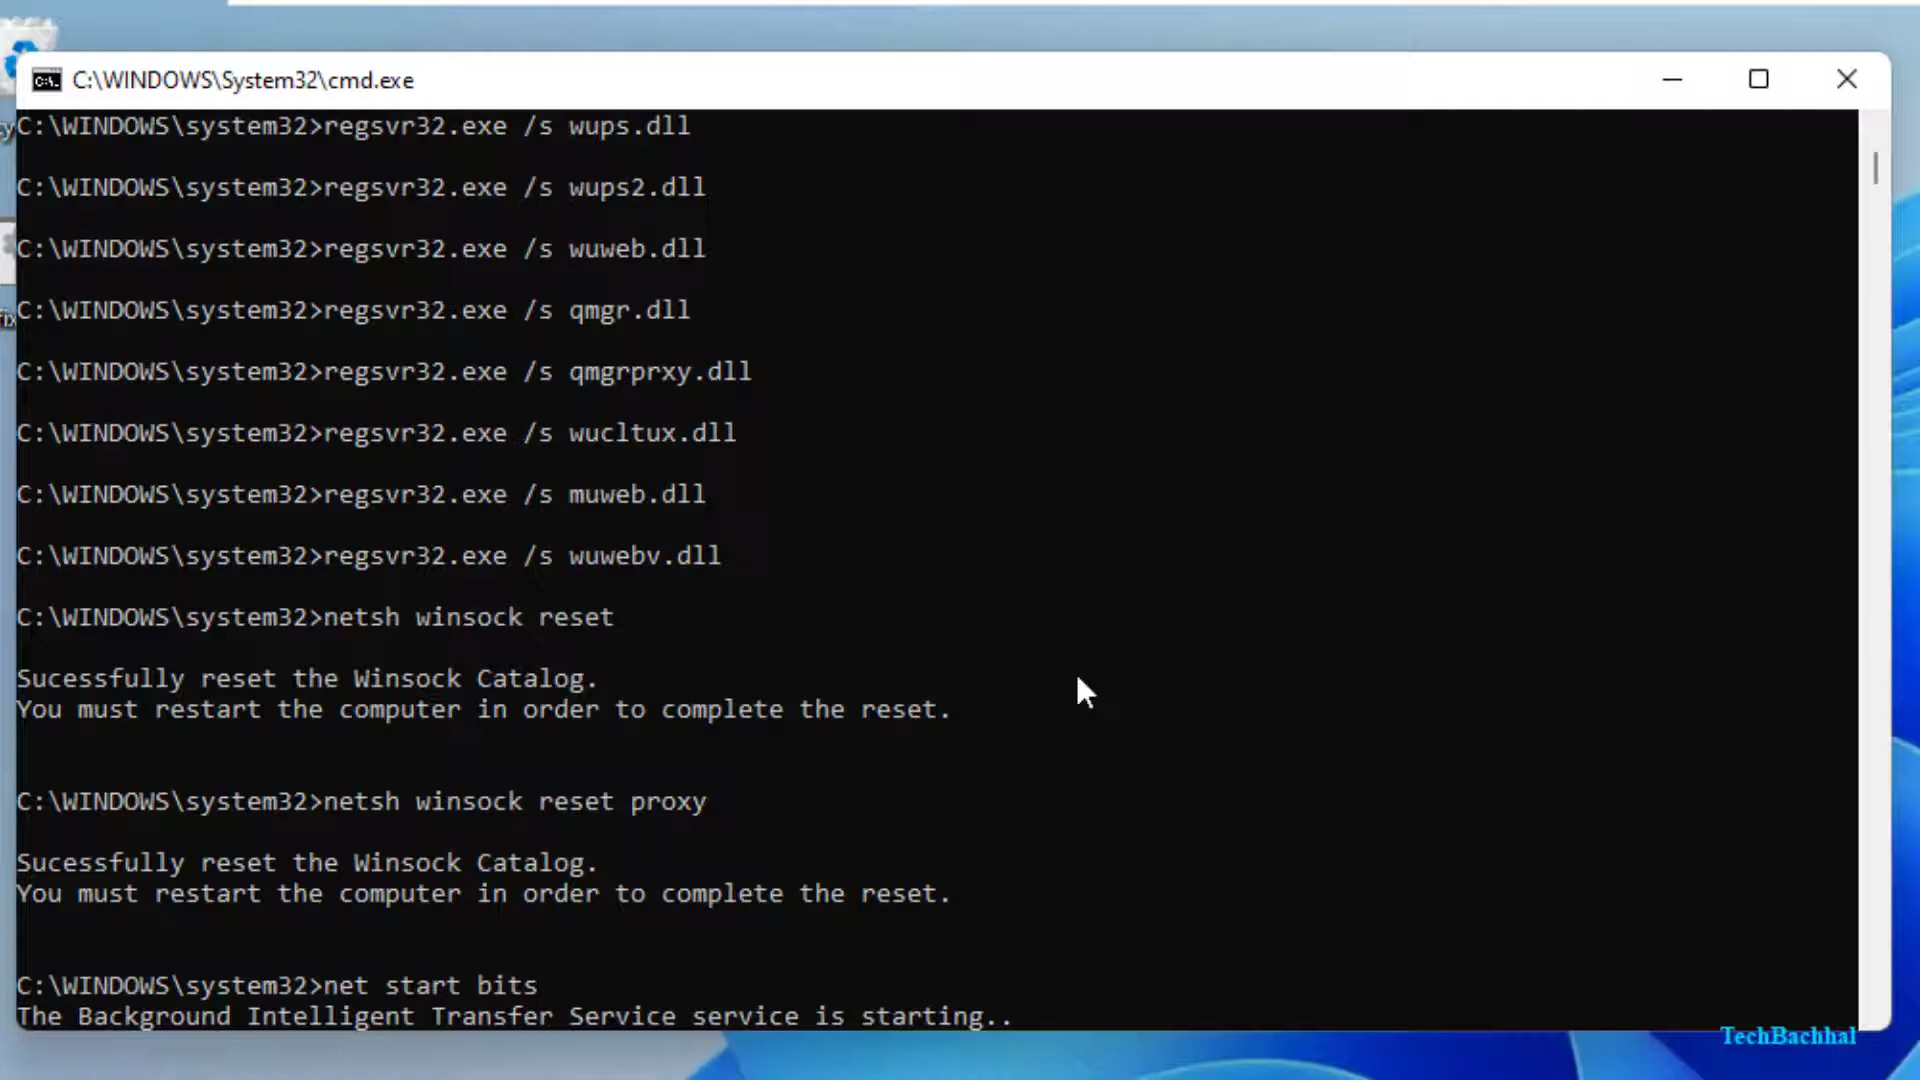 C:\WINDOWS\System32\cmd.exe
C:\WINDOWS\system32>regsvr32.exe /s wups.dll
C:\WINDOWS\system32>regsvr32.exe /s wups2.dll
C:\WINDOWS\system32>regsvr32.exe /s wuweb.dll
C:\WINDOWS\system32>regsvr32.exe /s qmgr.dll
C:\WINDOWS\system32>regsvr32.exe /s qmgrprxy.dll
C:\WINDOWS\system32>regsvr32.exe /s wucltux.dll
C:\WINDOWS\system32>regsvr32.exe /s muweb.dll
C:\WINDOWS\system32>regsvr32.exe /s wuwebv.dll
C:\WINDOWS\system32>netsh winsock reset
Sucessfully reset the Winsock Catalog.
You must restart the computer in order to complete the reset.
C:\WINDOWS\system32>netsh winsock reset proxy
Sucessfully reset the Winsock Catalog.
You must restart the computer in order to complete the reset.
C:\WINDOWS\system32>net start bits
The Background Intelligent Transfer Service service is starting..
TechBachhal